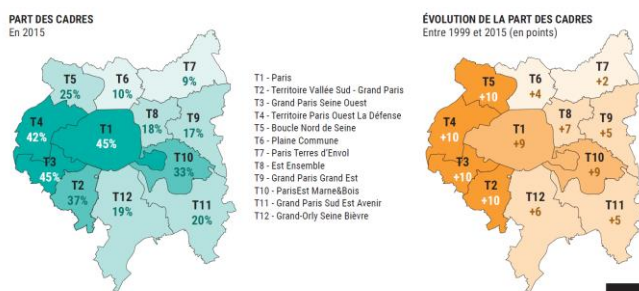 PART DES CADRES
En 2015
T7
9%
T6
10%
T5
25%
T4
42%
T1
45%
T8
18%
T9
17%
T3
45%
T10
33%
T2
37%
T12
19%
T11
20%
T1 - Paris
T2 - Territoire Vallée Sud - Grand Paris
T3 - Grand Paris Seine Ouest
T4 - Territoire Paris Ouest La Défense
T5 - Boucle Nord de Seine
T6 - Plaine Commune
T7 - Paris Terres d'Envol
T8 - Est Ensemble
T9 - Grand Paris Grand Est
T10 - ParisEst Marne&Bois
T11 - Grand Paris Sud Est Avenir
T12 - Grand-Orly Seine Bièvre
ÉVOLUTION DE LA PART DES CADRES
Entre 1999 et 2015 (en points)
T7
+2
T6
+4
T5
+10
T4
+10
T1
+9
T8
+7
T9
+5
T3
+10
T10
+9
T2
+10
T12
+6
T11
+5